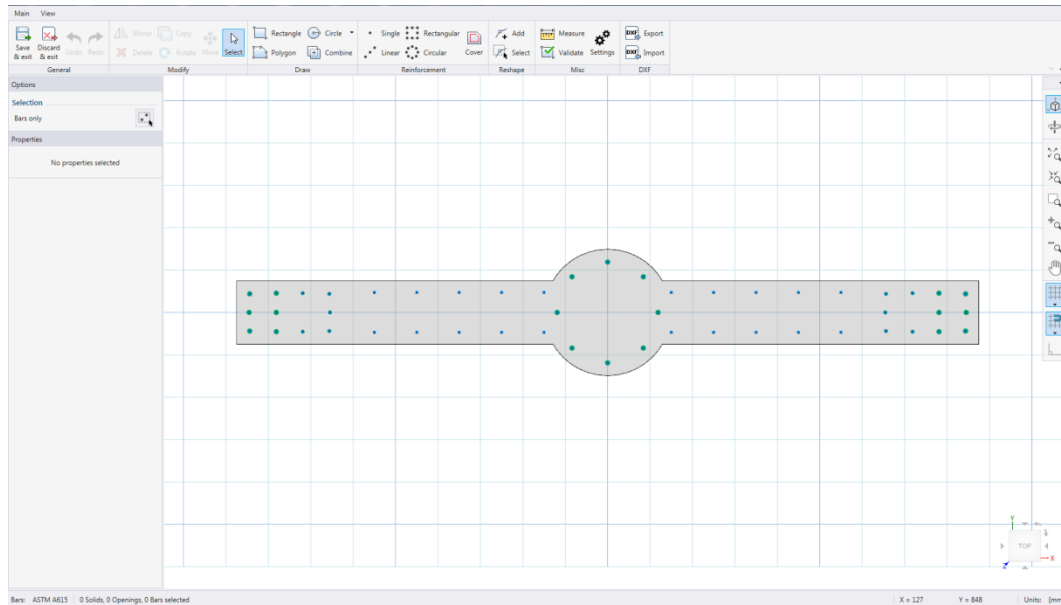 Main View
Save & exit Discard & exit Undo Redo Mirror Copy Delete Rotate Move Select Rectangle Circle Polygon Combine Single Rectangular Linear Circular Cover Add Select Measure Validate Settings Export Import
General Modify Draw Reinforcement Reshape Misc DXF
Options
Selection
Bars only
Properties
No properties selected
Y
TOP
X
Z
Bars: ASTM A615 0 Solids, 0 Openings, 0 Bars selected X = 127 Y = 848 Units: